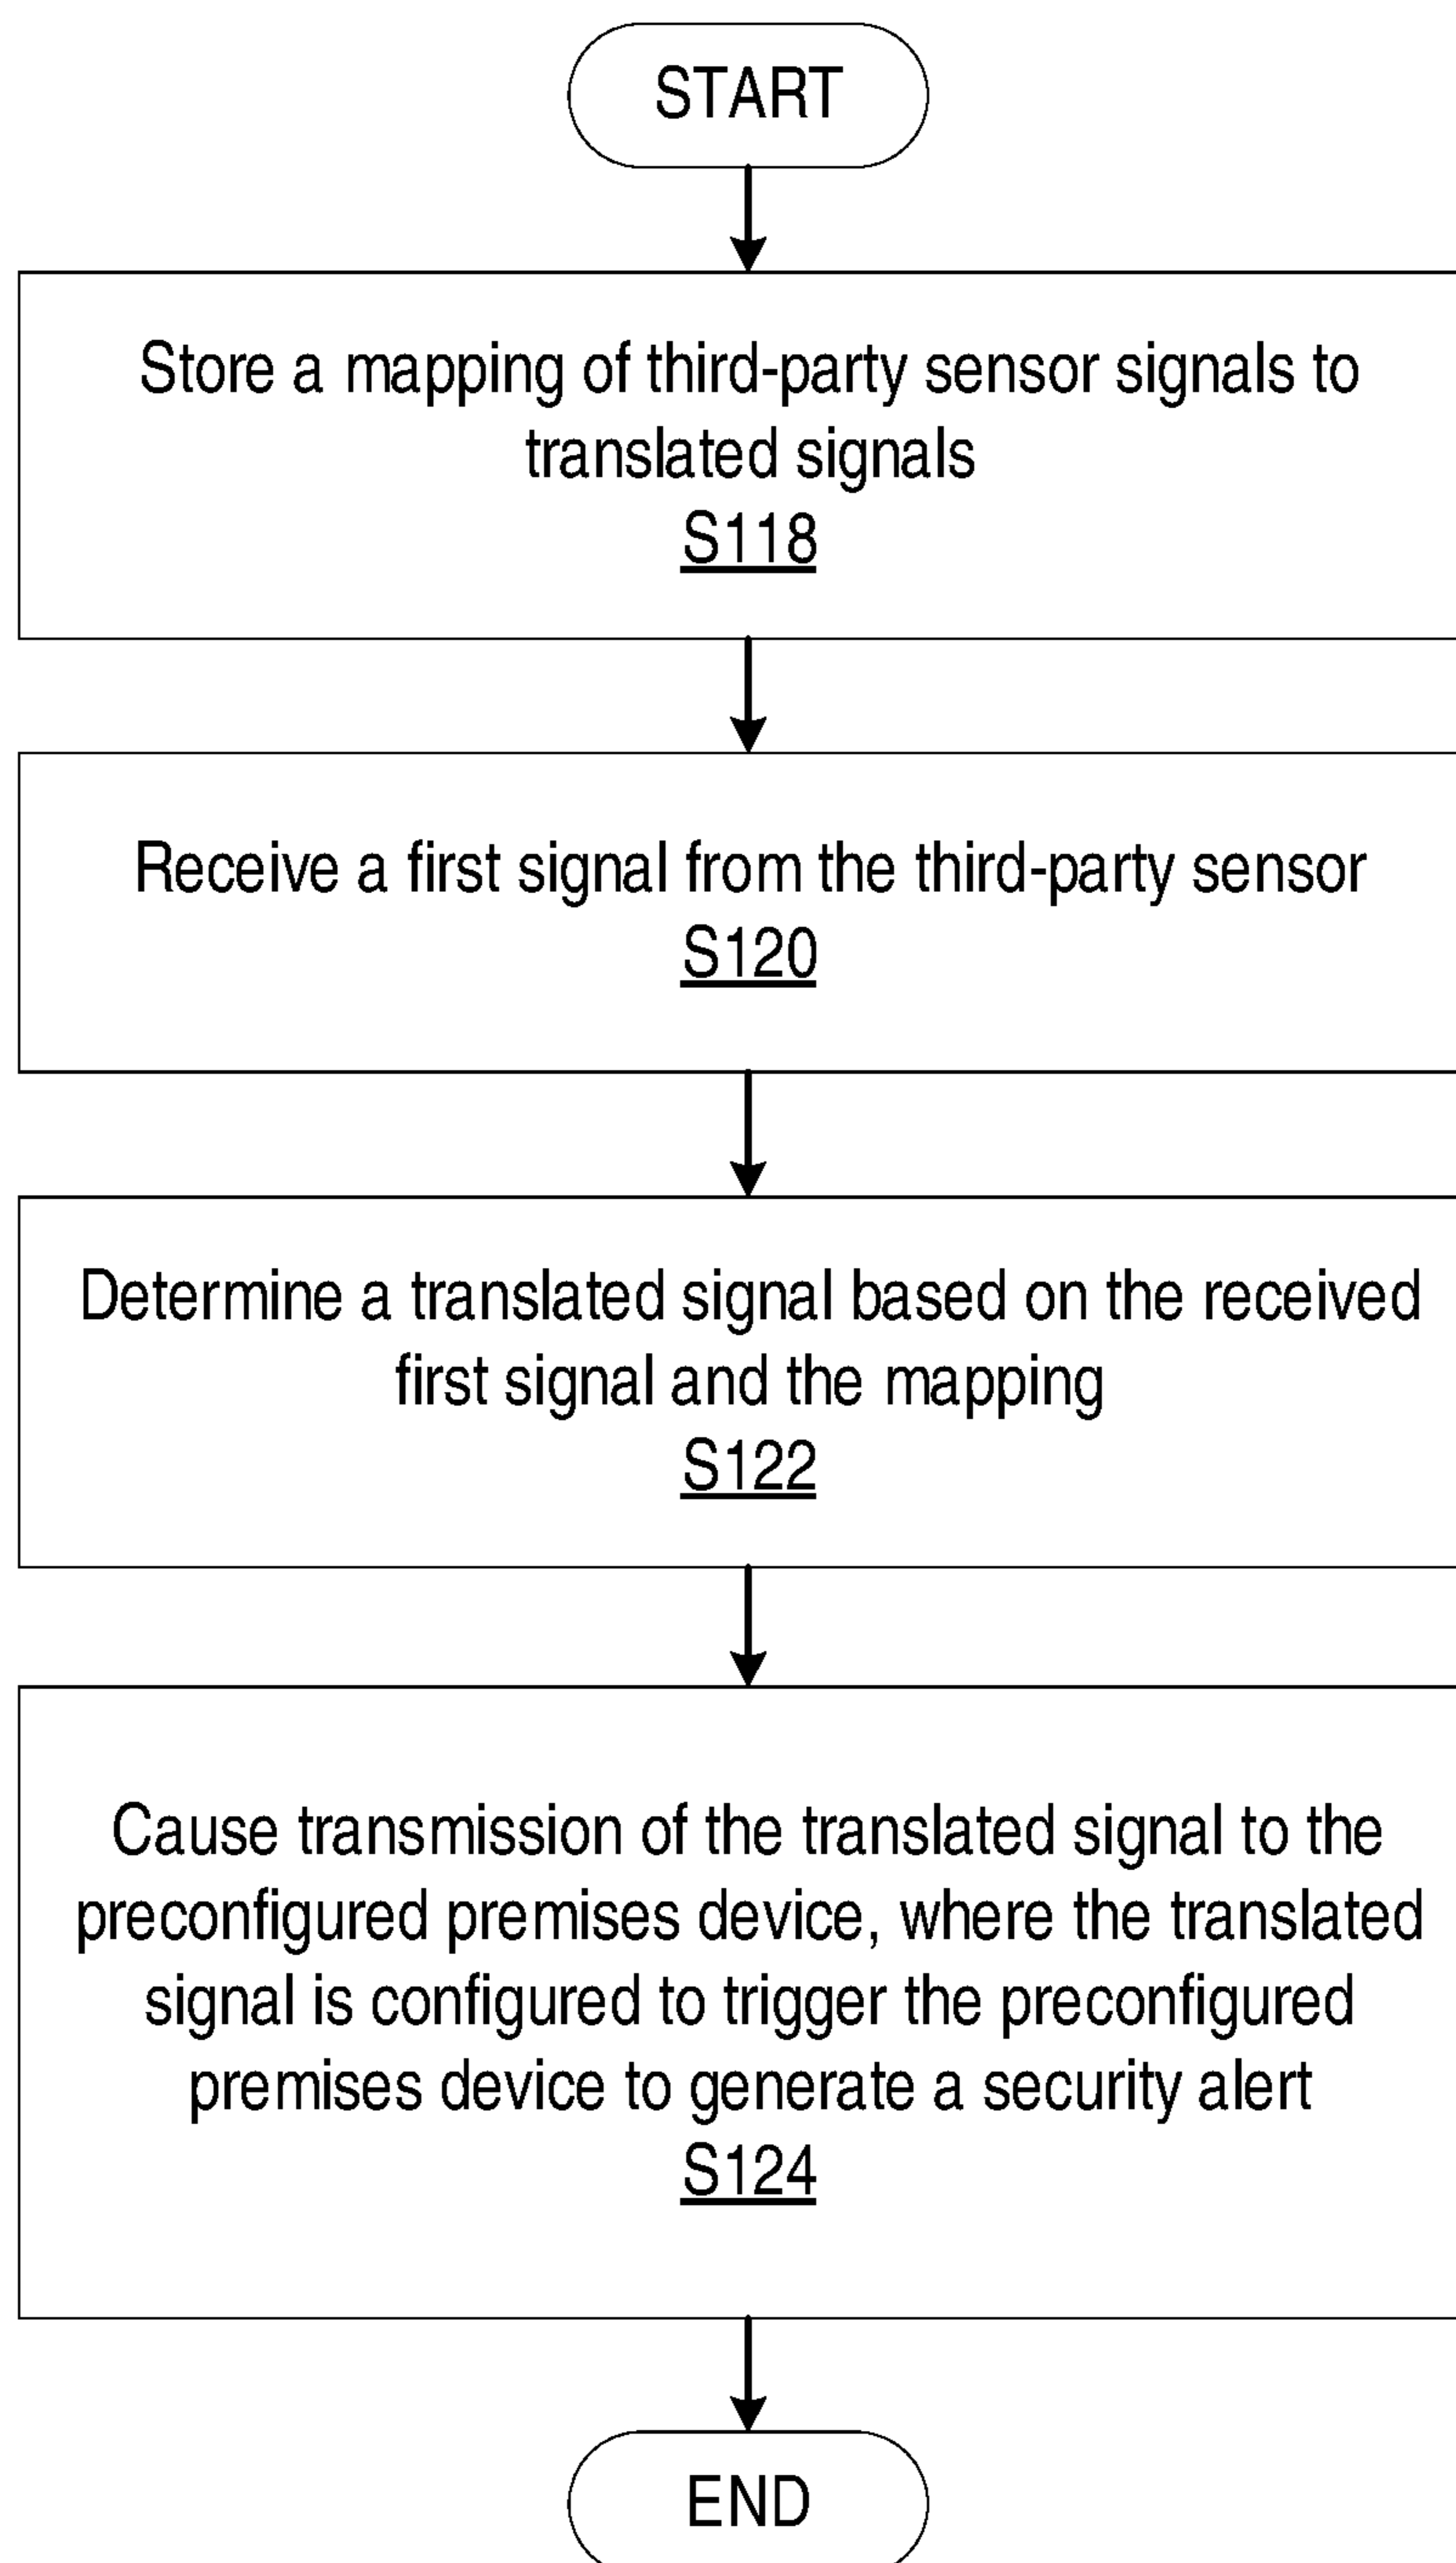 START
Store a mapping of third-party sensor signals to
translated signals
S118
Receive a first signal from the third-party sensor
S120
Determine a translated signal based on the received
first signal and the mapping
S122
Cause transmission of the translated signal to the
preconfigured premises device, where the translated
signal is configured to trigger the preconfigured
premises device to generate a security alert
S124
END